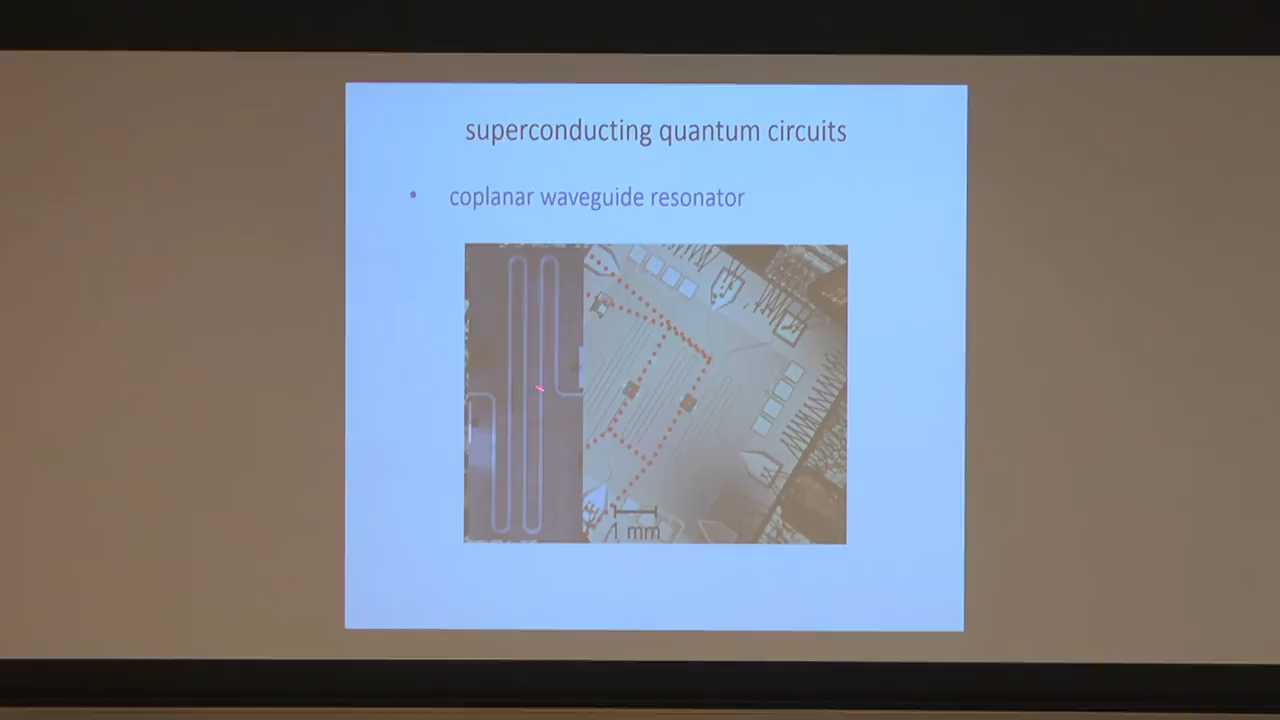 superconducting quantum circuits
• coplanar waveguide resonator
1 mm